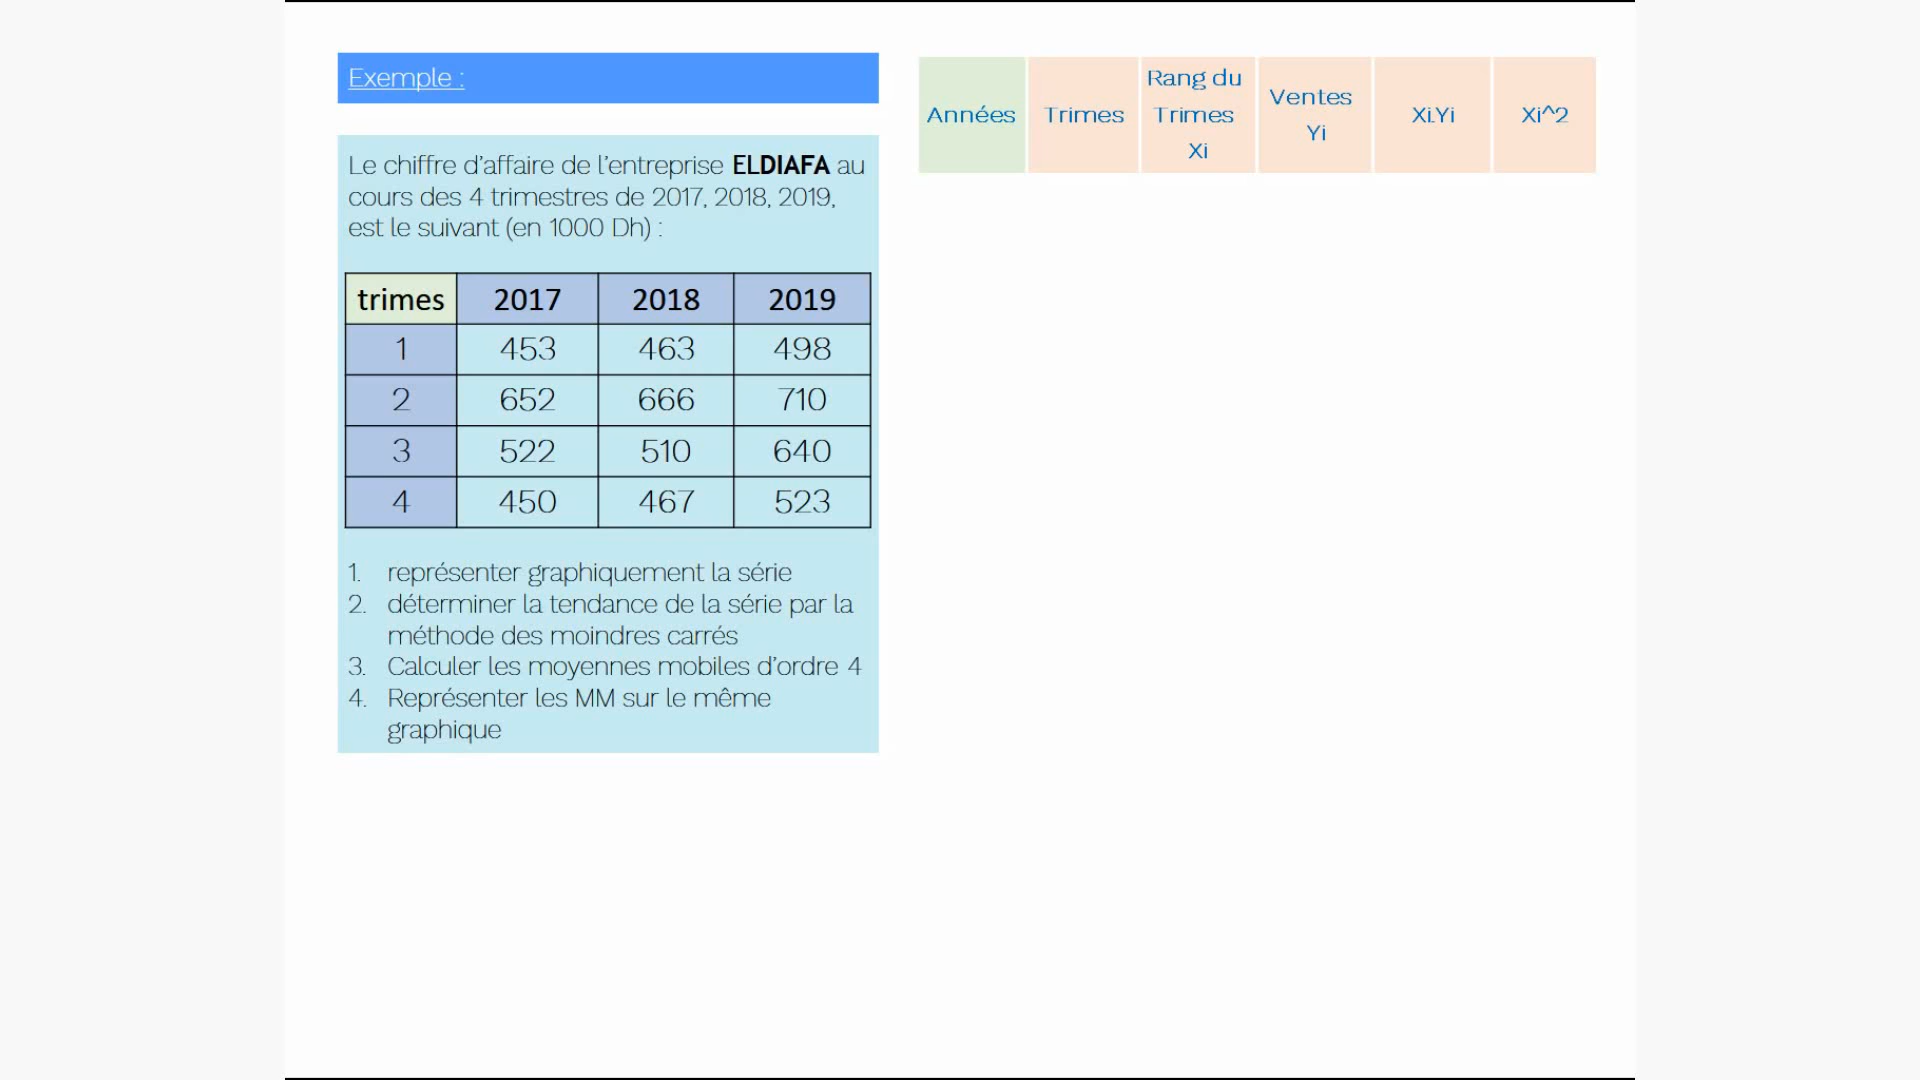 Exemple :
Le chiffre d’affaire de l’entreprise ELDIAFA au
cours des 4 trimestres de 2017, 2018, 2019,
est le suivant (en 1000 Dh) :
trimes 2017 2018 2019
1 453 463 498
2 652 666 710
3 522 510 640
4 450 467 523
1. représenter graphiquement la série
2. déterminer la tendance de la série par la
méthode des moindres carrés
3. Calculer les moyennes mobiles d’ordre 4
4. Représenter les MM sur le même
graphique
Années
Trimes
Rang du
Trimes
Xi
Ventes
Yi
Xi.Yi
Xi^2